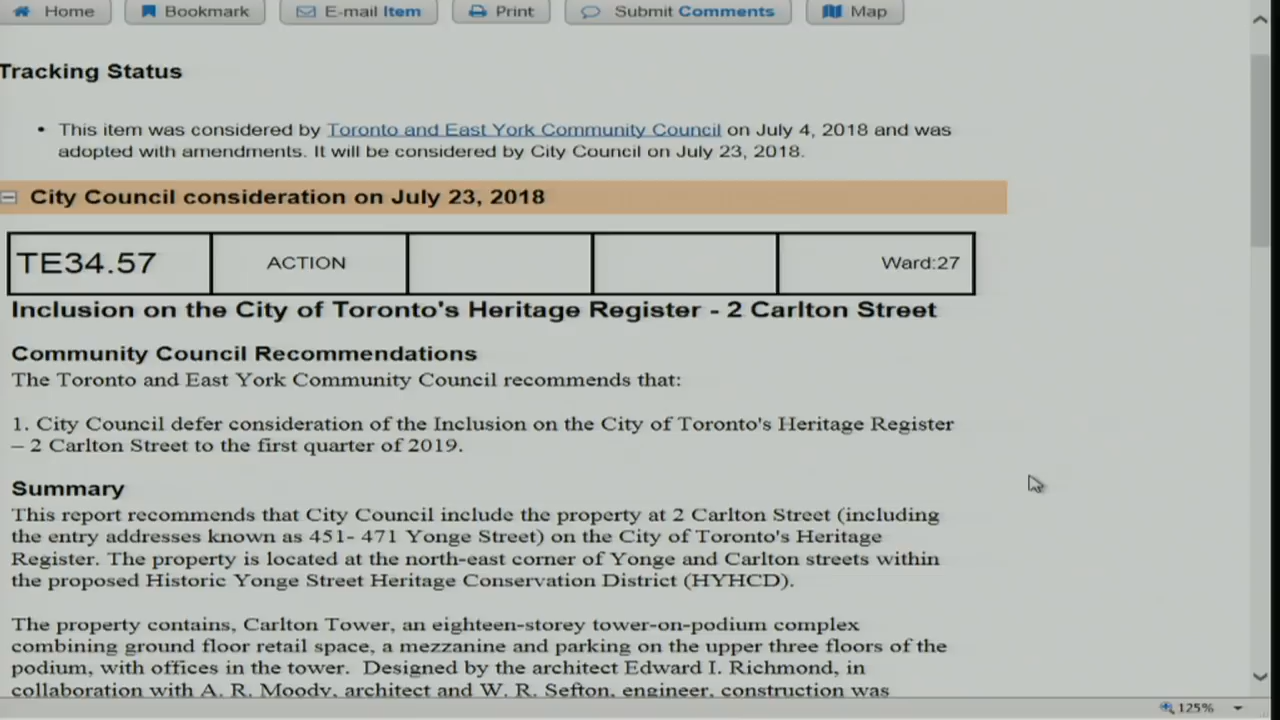 Home Bookmark E-mail Item Print Submit Comments Map
Tracking Status
• This item was considered by Toronto and East York Community Council on July 4, 2018 and was
adopted with amendments. It will be considered by City Council on July 23, 2018.
City Council consideration on July 23, 2018
TE34.57 ACTION Ward:27
Inclusion on the City of Toronto's Heritage Register - 2 Carlton Street
Community Council Recommendations
The Toronto and East York Community Council recommends that:
1. City Council defer consideration of the Inclusion on the City of Toronto's Heritage Register
– 2 Carlton Street to the first quarter of 2019.
Summary
This report recommends that City Council include the property at 2 Carlton Street (including
the entry addresses known as 451- 471 Yonge Street) on the City of Toronto's Heritage
Register. The property is located at the north-east corner of Yonge and Carlton streets within
the proposed Historic Yonge Street Heritage Conservation District (HYHCD).
The property contains, Carlton Tower, an eighteen-storey tower-on-podium complex
combining ground floor retail space, a mezzanine and parking on the upper three floors of the
podium, with offices in the tower. Designed by the architect Edward I. Richmond, in
collaboration with A. R. Moody, architect and W. R. Sefton, engineer, construction was
125%